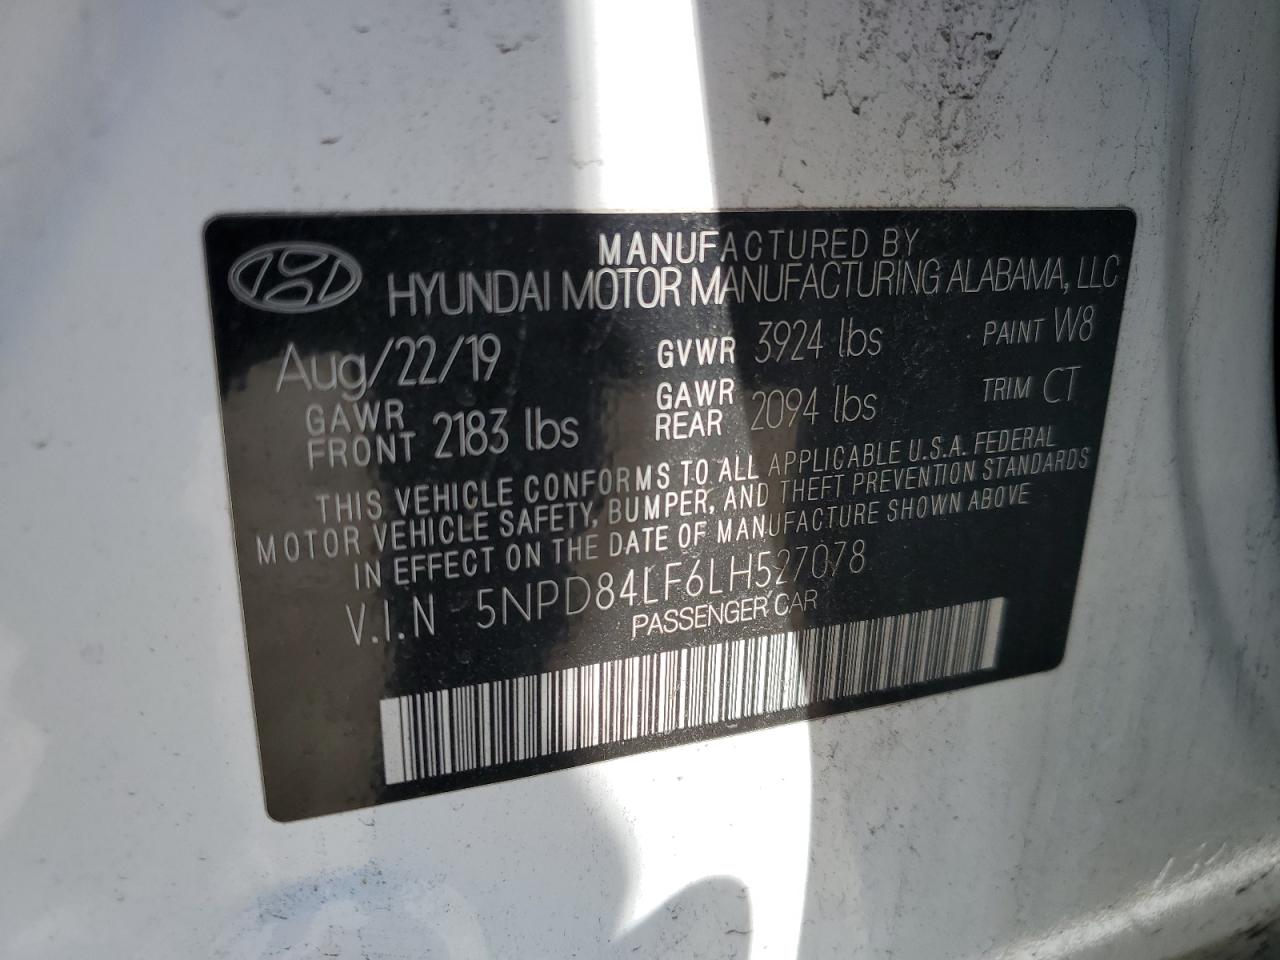 MANUFACTURED BY
HYUNDAI MOTOR MANUFACTURING ALABAMA, LLC
Aug/22/19 GVWR 3924 lbs PAINT W8
GAWR FRONT 2183 lbs GAWR REAR 2094 lbs TRIM CT
THIS VEHICLE CONFORMS TO ALL APPLICABLE U.S.A. FEDERAL
MOTOR VEHICLE SAFETY, BUMPER, AND THEFT PREVENTION STANDARDS
IN EFFECT ON THE DATE OF MANUFACTURE SHOWN ABOVE
V.I.N 5NPD84LF6LH527078
PASSENGER CAR